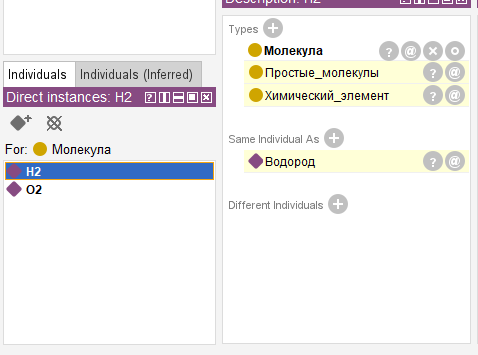 Description: H2
Types
Молекула
Простые_молекулы
Химический_элемент
Same Individual As
Водород
Different Individuals
Individuals
Individuals (Inferred)
Direct instances: H2
For: Молекула
H2
O2